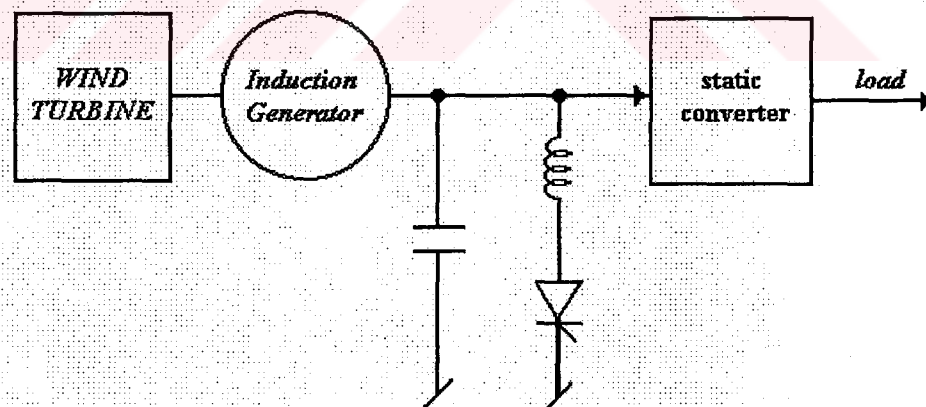 WIND
TURBINE
Induction
Generator
static
converter
load